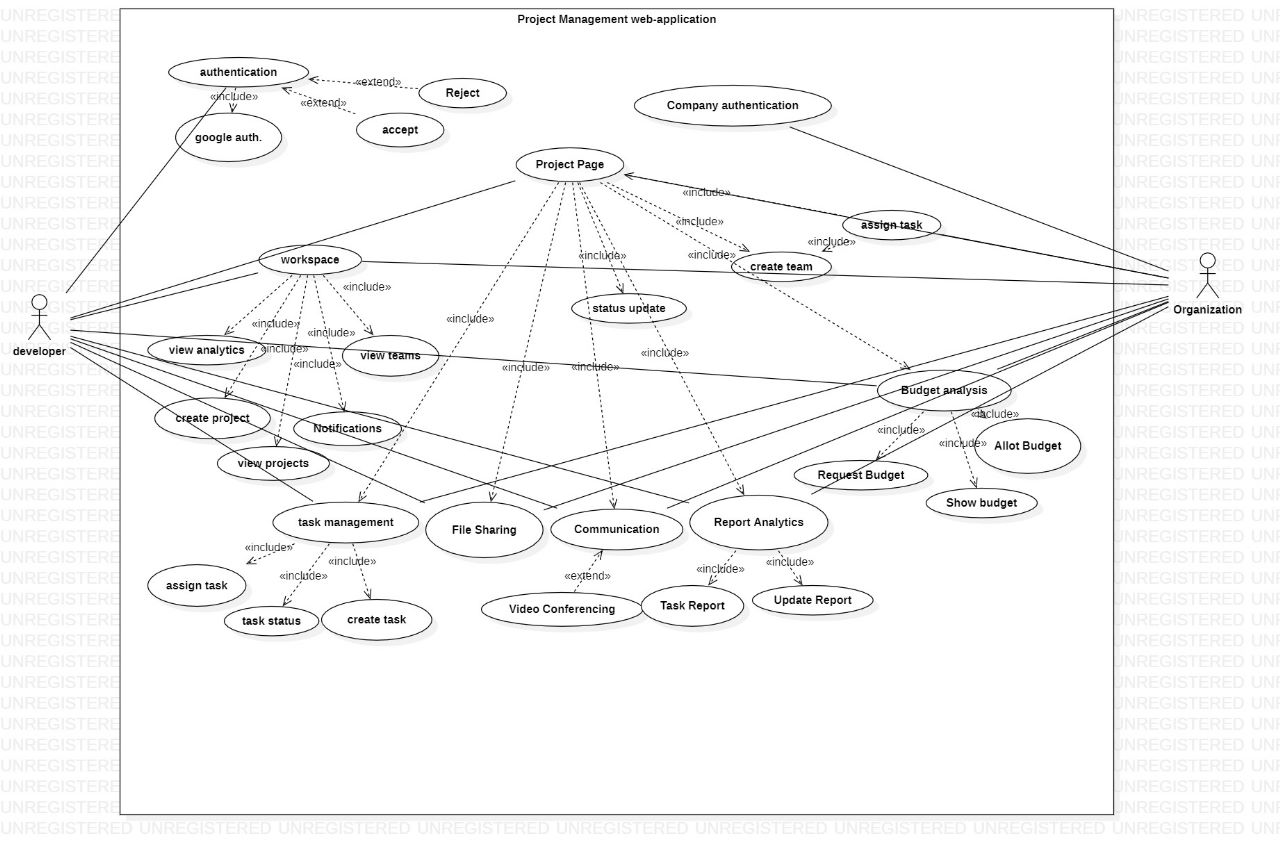 Project Management web-application
authentication
«extend»
Reject
«include»
«extend»
Company authentication
accept
google auth.
Project Page
«include»
«include»
assign task
«include»
«include»
«include»
workspace
create team
«include»
status update
«include»
Organization
«include»
«include»
developer
view analytics
«include»
view teams
«include»
«include»
«include»
«include»
Budget analysis
create project
Notifications
«include»
«include»
«include»
Allot Budget
view projects
Request Budget
Show budget
task management
File Sharing
Communication
Report Analytics
«include»
«include»
«include»
«include»
«include»
«extend»
assign task
task status
create task
Video Conferencing
Task Report
Update Report
UNREGISTERED UNREGISTERED UNREGISTERED UNREGISTERED UNREGISTERED UNREGISTERED UNREGISTERED UNREGISTERED UNREGISTERED UN